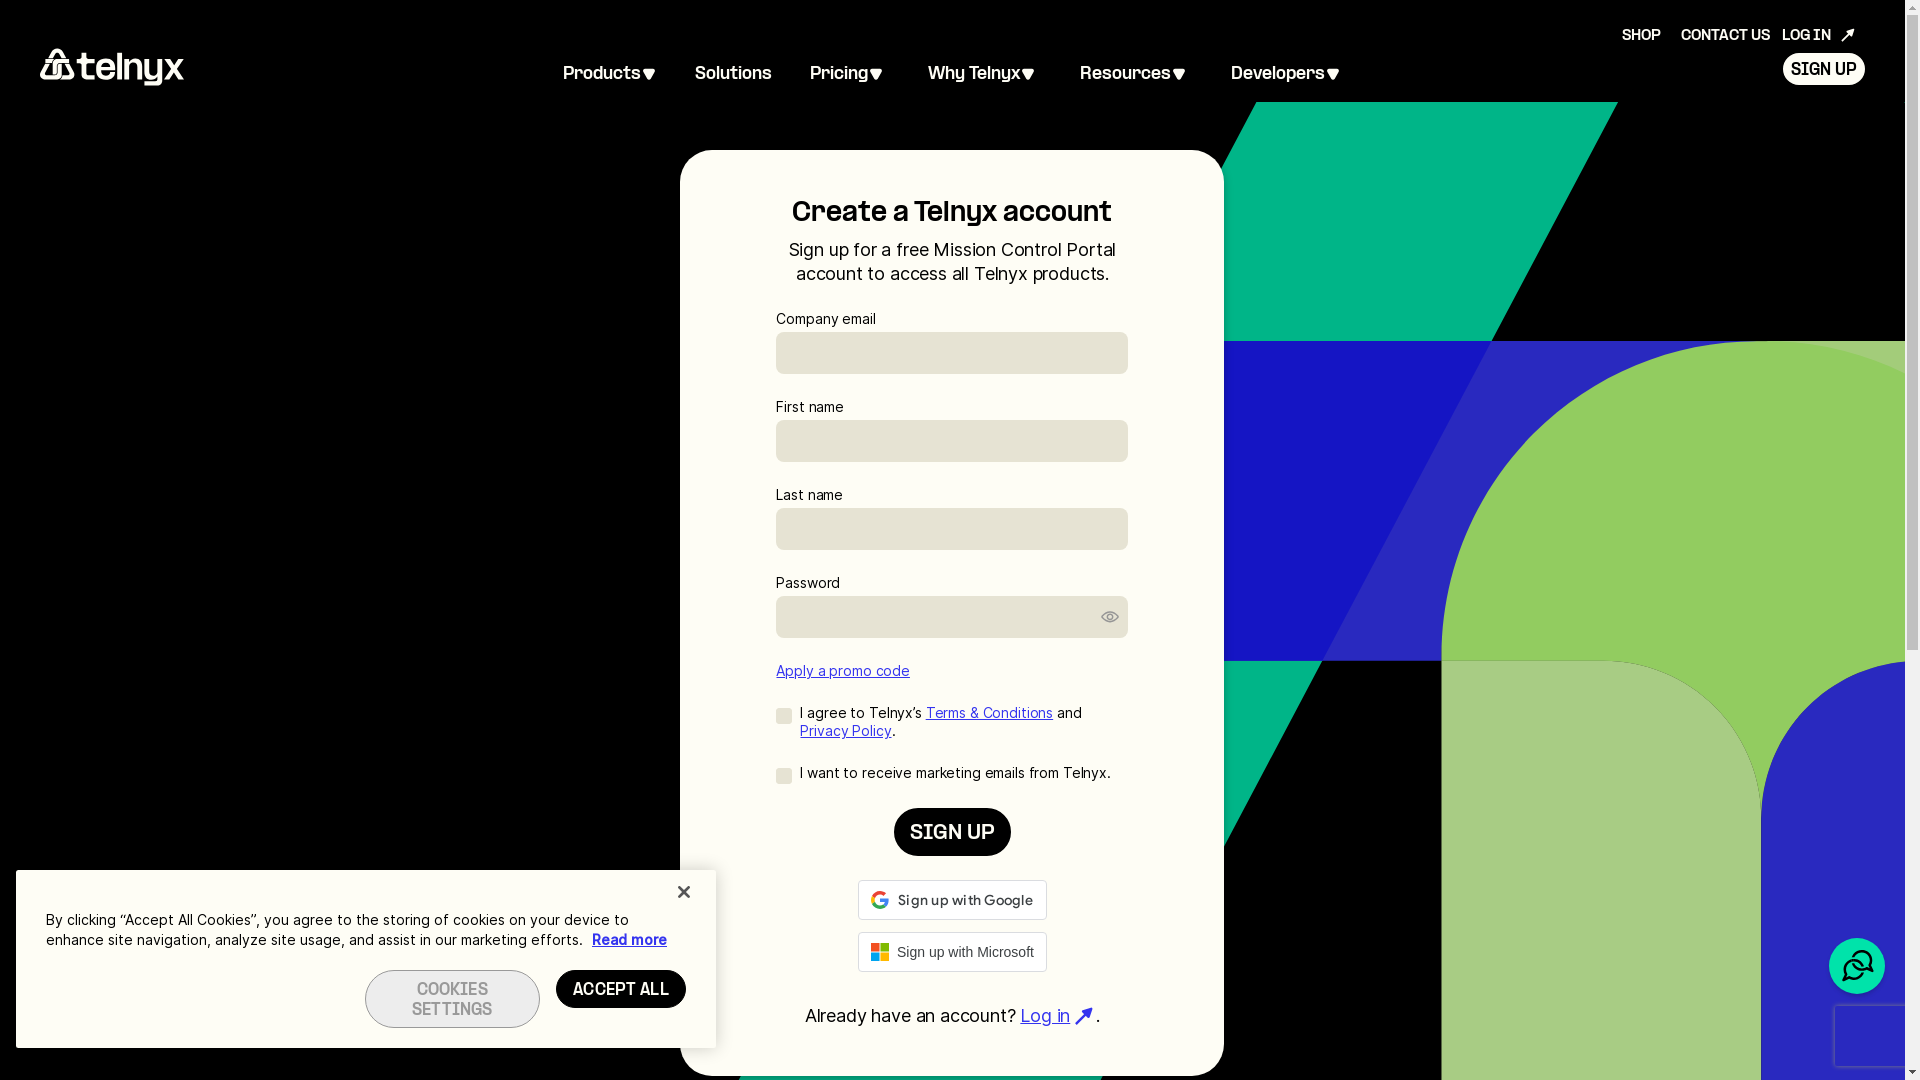 SHOP CONTACT US LOG IN
telnyx Products Solutions Pricing Why Telnyx Resources Developers SIGN UP
Create a Telnyx account
Sign up for a free Mission Control Portal
account to access all Telnyx products.
Company email
First name
Last name
Password
Apply a promo code
I agree to Telnyx’s Terms & Conditions and
Privacy Policy.
I want to receive marketing emails from Telnyx.
SIGN UP
Sign up with Google
Sign up with Microsoft
Already have an account? Log in .
By clicking “Accept All Cookies”, you agree to the storing of cookies on your device to
enhance site navigation, analyze site usage, and assist in our marketing efforts. Read more
COOKIES
SETTINGS
ACCEPT ALL